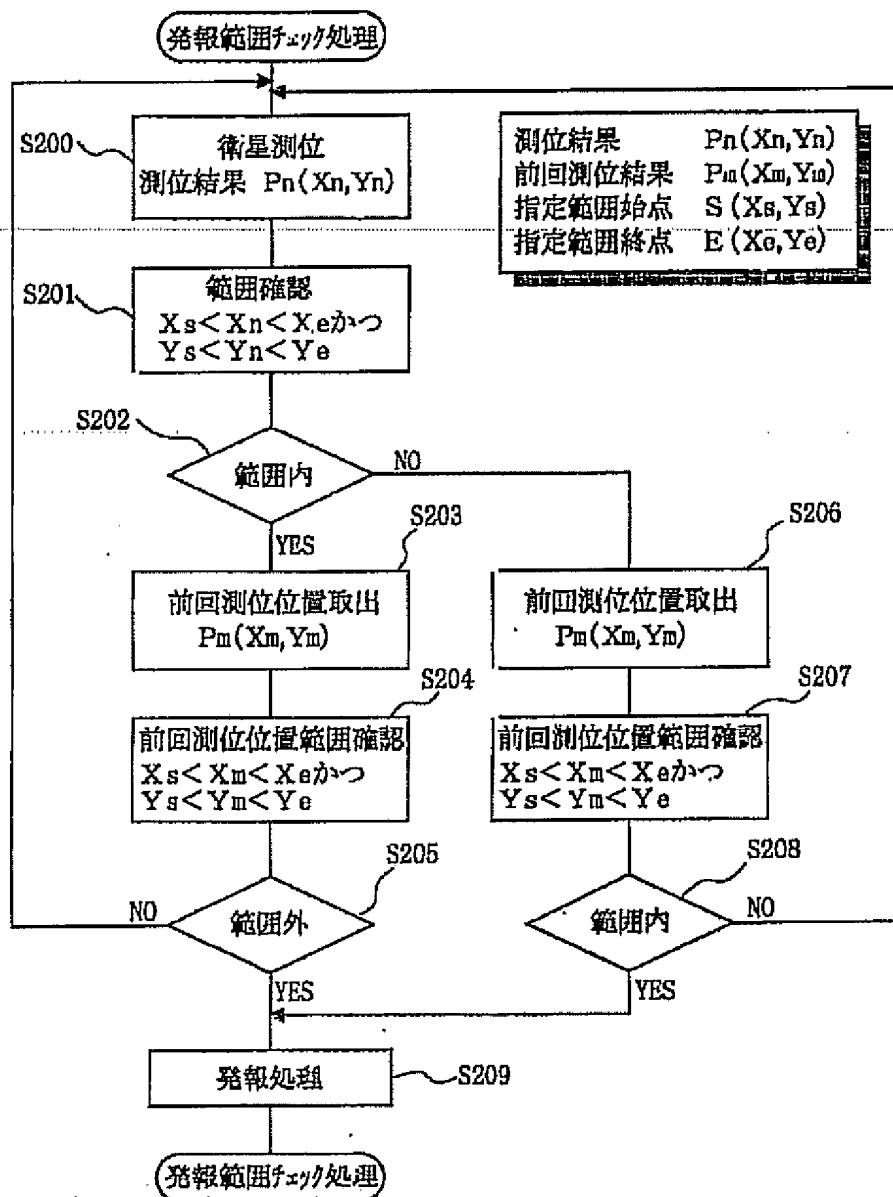 発報範囲チェック処理
S200
衛星測位
測位結果 Pn(Xn,Yn)
測位結果 Pn(Xn,Yn)
前回測位結果 Pm(Xm,Ym)
指定範囲始点 S(Xs,Ys)
指定範囲終点 E(Xe,Ye)
S201
範囲確認
Xs<Xn<Xeかつ
Ys<Yn<Ye
S202
範囲内
NO
YES
S203
前回測位位置取出
Pm(Xm,Ym)
S206
前回測位位置取出
Pm(Xm,Ym)
S204
前回測位位置範囲確認
Xs<Xm<Xeかつ
Ys<Ym<Ye
S207
前回測位位置範囲確認
Xs<Xm<Xeかつ
Ys<Ym<Ye
S205
NO
範囲外
YES
S208
範囲内
NO
YES
発報処理
S209
発報範囲チェック処理